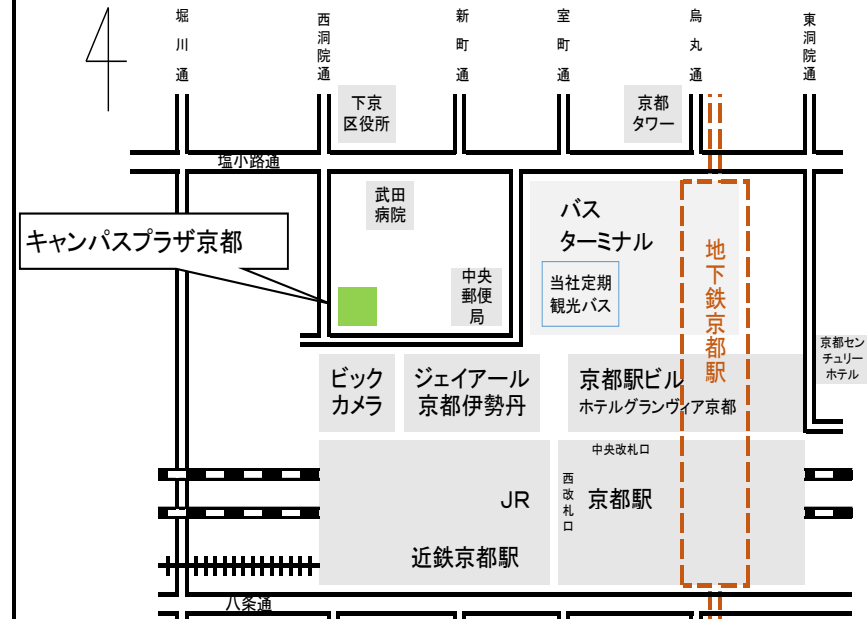 堀川通
西洞院通
新町通
室町通
烏丸通
東洞院通
下京
区役所
京都
タワー
塩小路通
武田
病院
バス
ターミナル
キャンパスプラザ京都
地下鉄京都駅
中央
郵便
局
当社定期
観光バス
京都セン
チュリー
ホテル
ビック
カメラ
ジェイアール
京都伊勢丹
京都駅ビル
ホテルグランヴィア京都
中央改札口
西改札口
JR
京都駅
近鉄京都駅
八条通